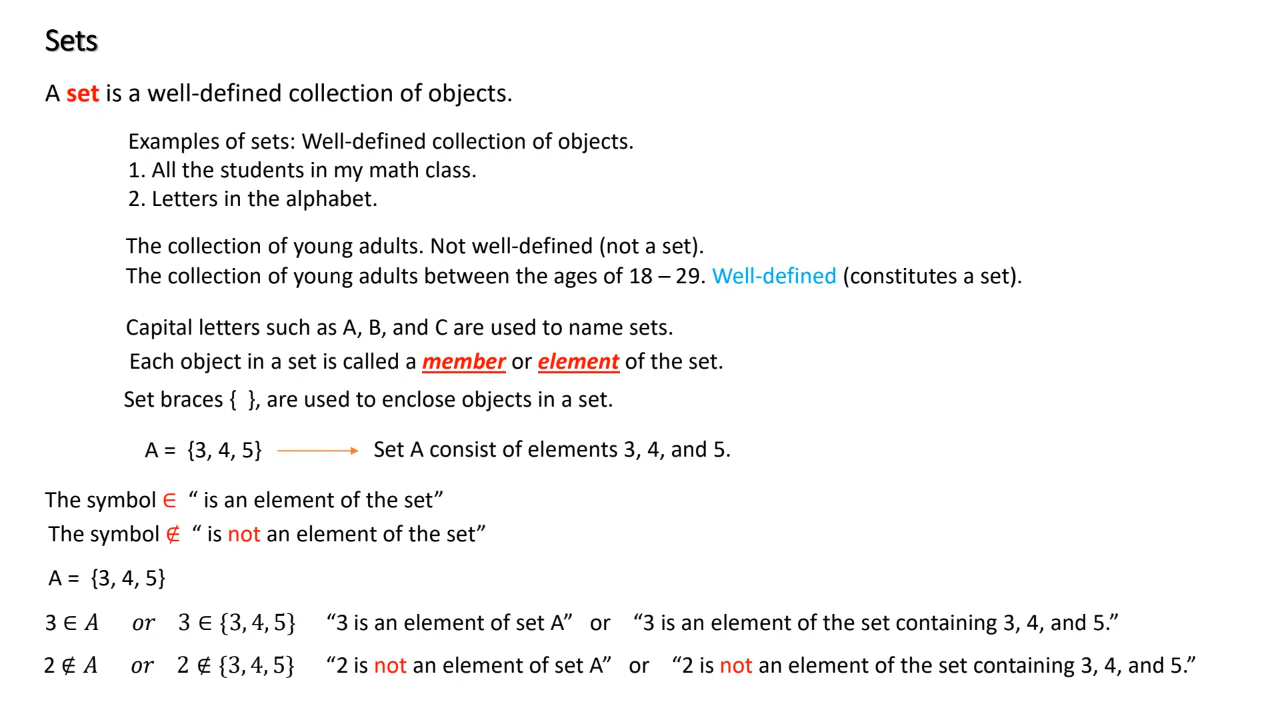 Sets
A set is a well-defined collection of objects.
Examples of sets: Well-defined collection of objects.
1. All the students in my math class.
2. Letters in the alphabet.
The collection of young adults. Not well-defined (not a set).
The collection of young adults between the ages of 18 – 29. Well-defined (constitutes a set).
Capital letters such as A, B, and C are used to name sets.
Each object in a set is called a member or element of the set.
Set braces { }, are used to enclose objects in a set.
A = {3, 4, 5} Set A consist of elements 3, 4, and 5.
The symbol ∈ “ is an element of the set”
The symbol ∉ “ is not an element of the set”
A = {3, 4, 5}
3 ∈ A or 3 ∈ {3, 4, 5} “3 is an element of set A” or “3 is an element of the set containing 3, 4, and 5.”
2 ∉ A or 2 ∉ {3, 4, 5} “2 is not an element of set A” or “2 is not an element of the set containing 3, 4, and 5.”